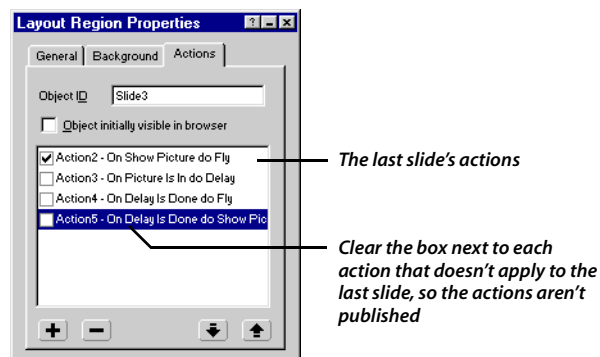 Layout Region Properties
General Background Actions
Object ID Slide3
Object initially visible in browser
Action2 - On Show Picture do Fly
Action3 - On Picture Is In do Delay
Action4 - On Delay Is Done do Fly
Action5 - On Delay Is Done do Show Pic
The last slide’s actions
Clear the box next to each
action that doesn’t apply to the
last slide, so the actions aren’t
published